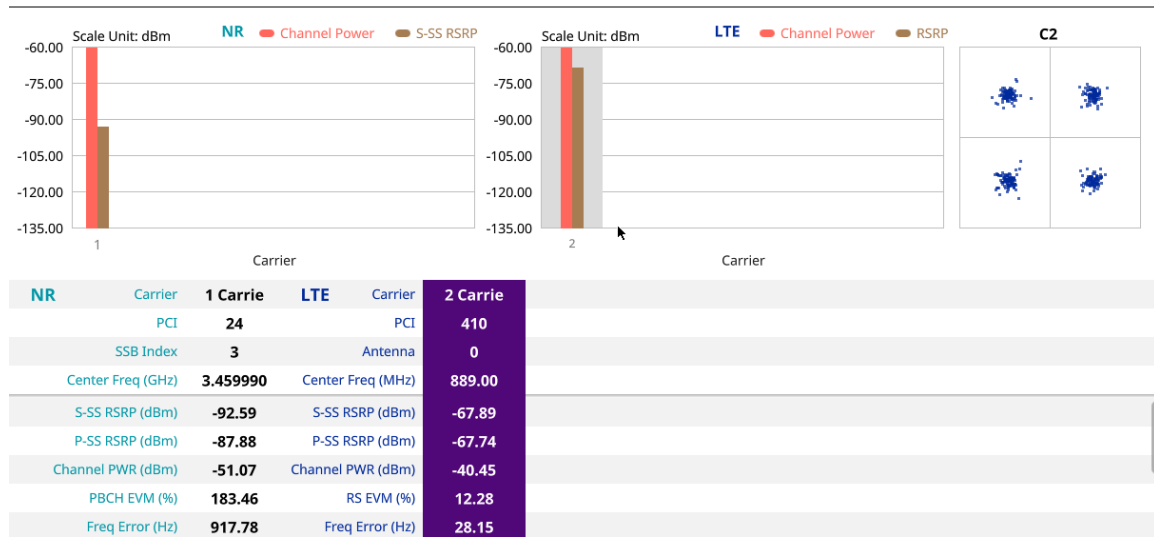 Scale Unit: dBm NR Channel Power S-SS RSRP
-60.00
-75.00
-90.00
-105.00
-120.00
-135.00
1
Carrier
Scale Unit: dBm LTE Channel Power RSRP
-60.00
-75.00
-90.00
-105.00
-120.00
-135.00
2
Carrier
C2
NR Carrier 1 Carrie LTE Carrier 2 Carrie
PCI 24 PCI 410
SSB Index 3 Antenna 0
Center Freq (GHz) 3.459990 Center Freq (MHz) 889.00
S-SS RSRP (dBm) -92.59 S-SS RSRP (dBm) -67.89
P-SS RSRP (dBm) -87.88 P-SS RSRP (dBm) -67.74
Channel PWR (dBm) -51.07 Channel PWR (dBm) -40.45
PBCH EVM (%) 183.46 RS EVM (%) 12.28
Freq Error (Hz) 917.78 Freq Error (Hz) 28.15